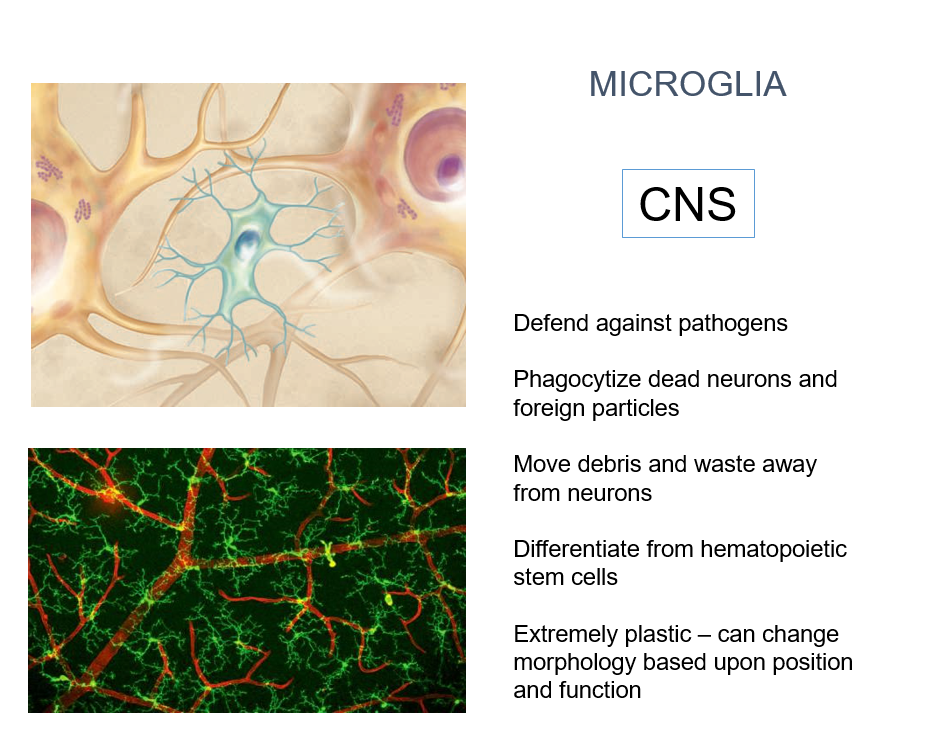 MICROGLIA
CNS
Defend against pathogens
Phagocytize dead neurons and
foreign particles
Move debris and waste away
from neurons
Differentiate from hematopoietic
stem cells
Extremely plastic – can change
morphology based upon position
and function